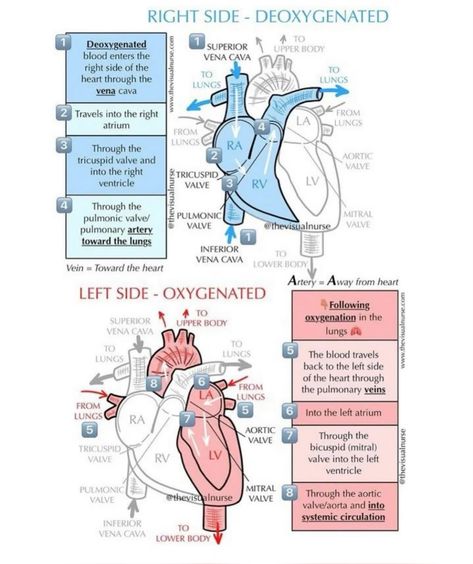 RIGHT SIDE - DEOXYGENATED
1
Deoxygenated
blood enters the
right side of the
heart through the
vena cava
2
Travels into the right
atrium
3
Through the
tricuspid valve and
into the right
ventricle
4
Through the
pulmonic valve/
pulmonary artery
toward the lungs
Vein = Toward the heart
www.thevisualnurse.com
@thevisualnurse
1
SUPERIOR
VENA CAVA
TO
UPPER BODY
TO
LUNGS
TO
LUNGS
FROM
LUNGS
FROM
LUNGS
LA
4
RA
2
AORTIC
VALVE
TRICUSPID
VALVE
3
RV
LV
PULMONIC
VALVE
MITRAL
VALVE
@thevisualnurse
INFERIOR
VENA CAVA
1
TO
LOWER BODY
Artery = Away from heart
LEFT SIDE - OXYGENATED
SUPERIOR
VENA CAVA
TO
UPPER BODY
TO
LUNGS
TO
LUNGS
8
6
FROM
LUNGS
5
FROM
LUNGS
5
LA
RA
7
AORTIC
VALVE
TRICUSPID
VALVE
RV
LV
PULMONIC
VALVE
MITRAL
VALVE
@thevisualnurse
INFERIOR
VENA CAVA
TO
LOWER BODY
Following
oxygenation in the
lungs
5
The blood travels
back to the left side
of the heart through
the pulmonary veins
6
Into the left atrium
7
Through the
bicuspid (mitral)
valve into the left
ventricle
8
Through the aortic
valve/aorta and into
systemic circulation
www.thevisualnurse.com
@thevisualnurse